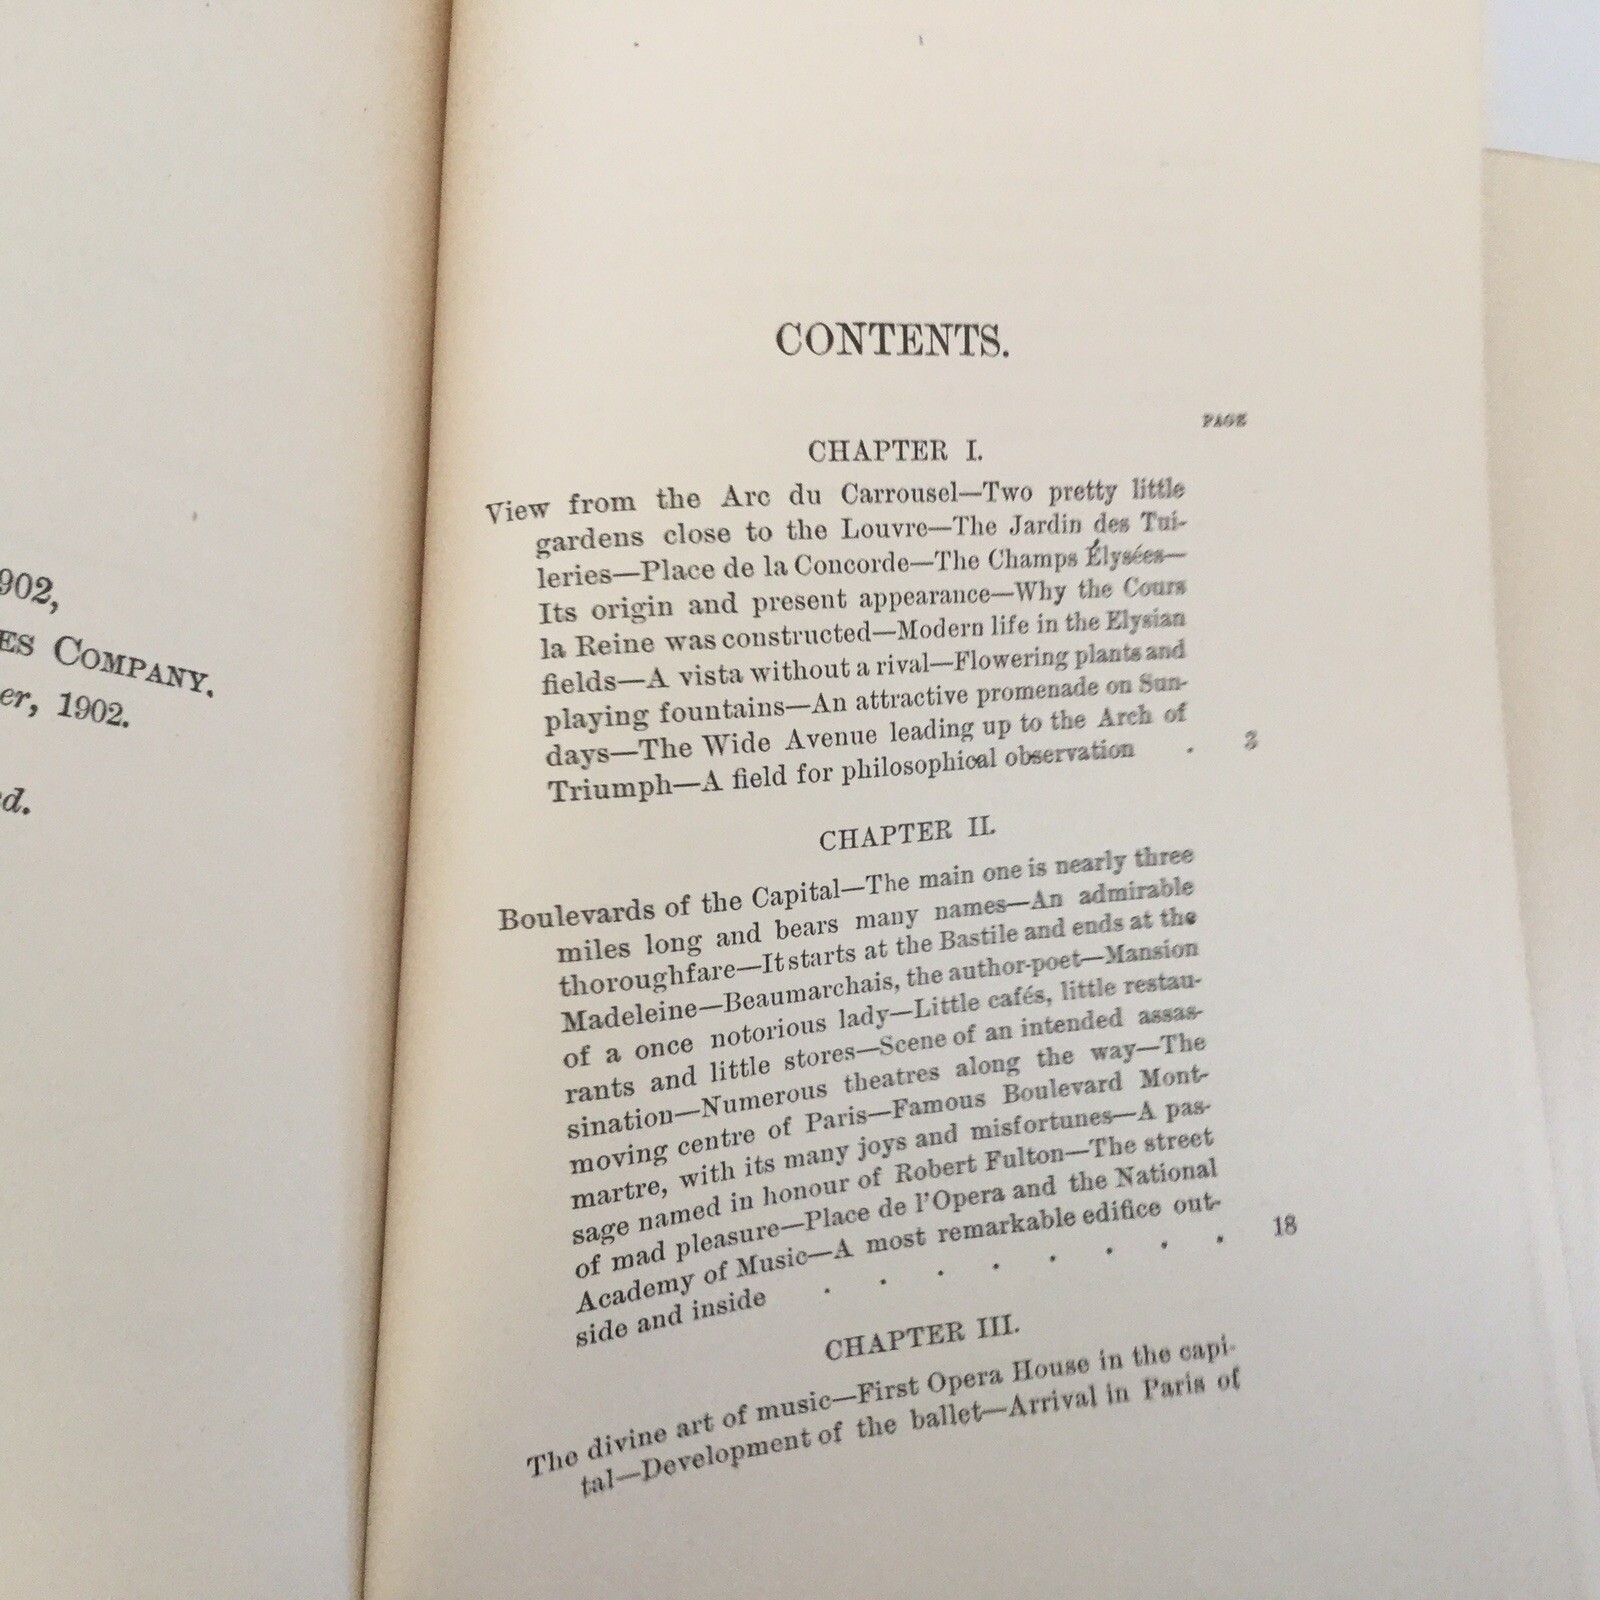 902,
ES COMPANY.
er, 1902.
d.
CONTENTS.
PAGE
CHAPTER I.
View from the Arc du Carrousel—Two pretty little
gardens close to the Louvre—The Jardin des Tui-
leries—Place de la Concorde—The Champs Élysées—
Its origin and present appearance—Why the Cours
la Reine was constructed—Modern life in the Elysian
fields—A vista without a rival—Flowering plants and
playing fountains—An attractive promenade on Sun-
days—The Wide Avenue leading up to the Arch of
Triumph—A field for philosophical observation . 3
CHAPTER II.
Boulevards of the Capital—The main one is nearly three
miles long and bears many names—An admirable
thoroughfare—It starts at the Bastile and ends at the
Madeleine—Beaumarchais, the author-poet—Mansion
of a once notorious lady—Little cafés, little restau-
rants and little stores—Scene of an intended assas-
sination—Numerous theatres along the way—The
moving centre of Paris—Famous Boulevard Mont-
martre, with its many joys and misfortunes—A pas-
sage named in honour of Robert Fulton—The street
of mad pleasure—Place de l'Opera and the National
Academy of Music—A most remarkable edifice out-
side and inside . . . . . . . . 18
CHAPTER III.
The divine art of music—First Opera House in the capi-
tal—Development of the ballet—Arrival in Paris of